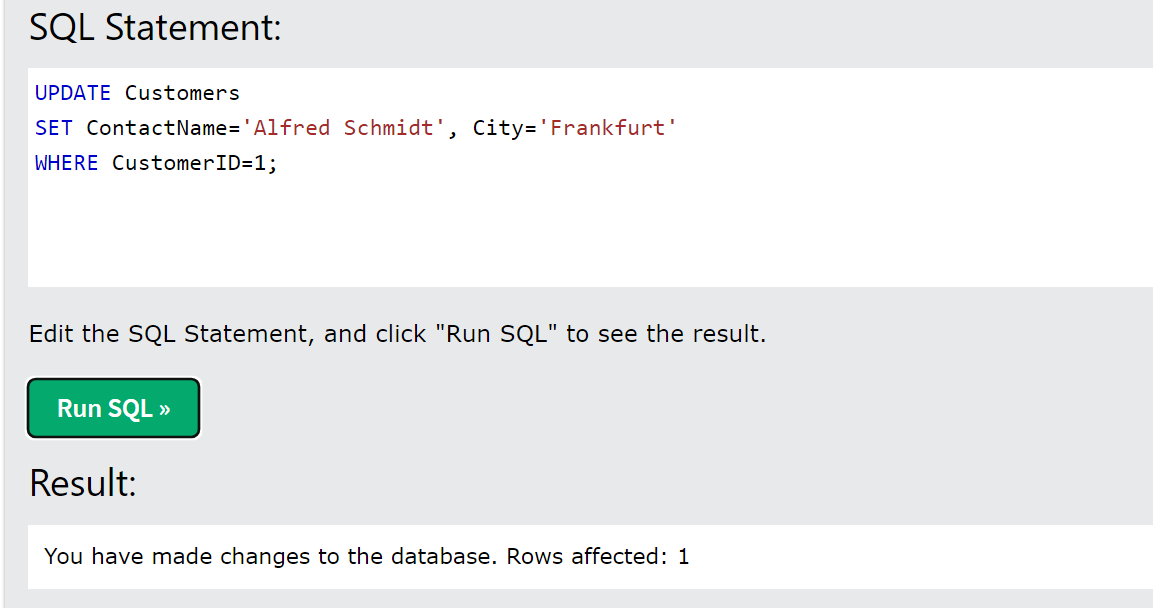 SQL Statement:
UPDATE Customers
SET ContactName='Alfred Schmidt', City='Frankfurt'
WHERE CustomerID=1;
Edit the SQL Statement, and click "Run SQL" to see the result.
Run SQL »
Result:
You have made changes to the database. Rows affected: 1